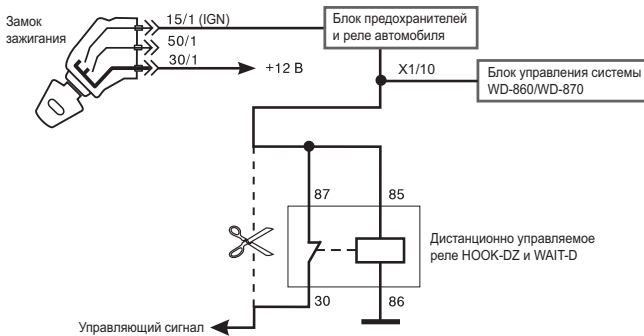 Замок
зажигания
15/1 (IGN)
50/1
30/1
+12 В
Блок предохранителей
и реле автомобиля
X1/10
Блок управления системы
WD-860/WD-870
87
85
Дистанционно управляемое
реле HOOK-DZ и WAIT-D
30
86
Управляющий сигнал